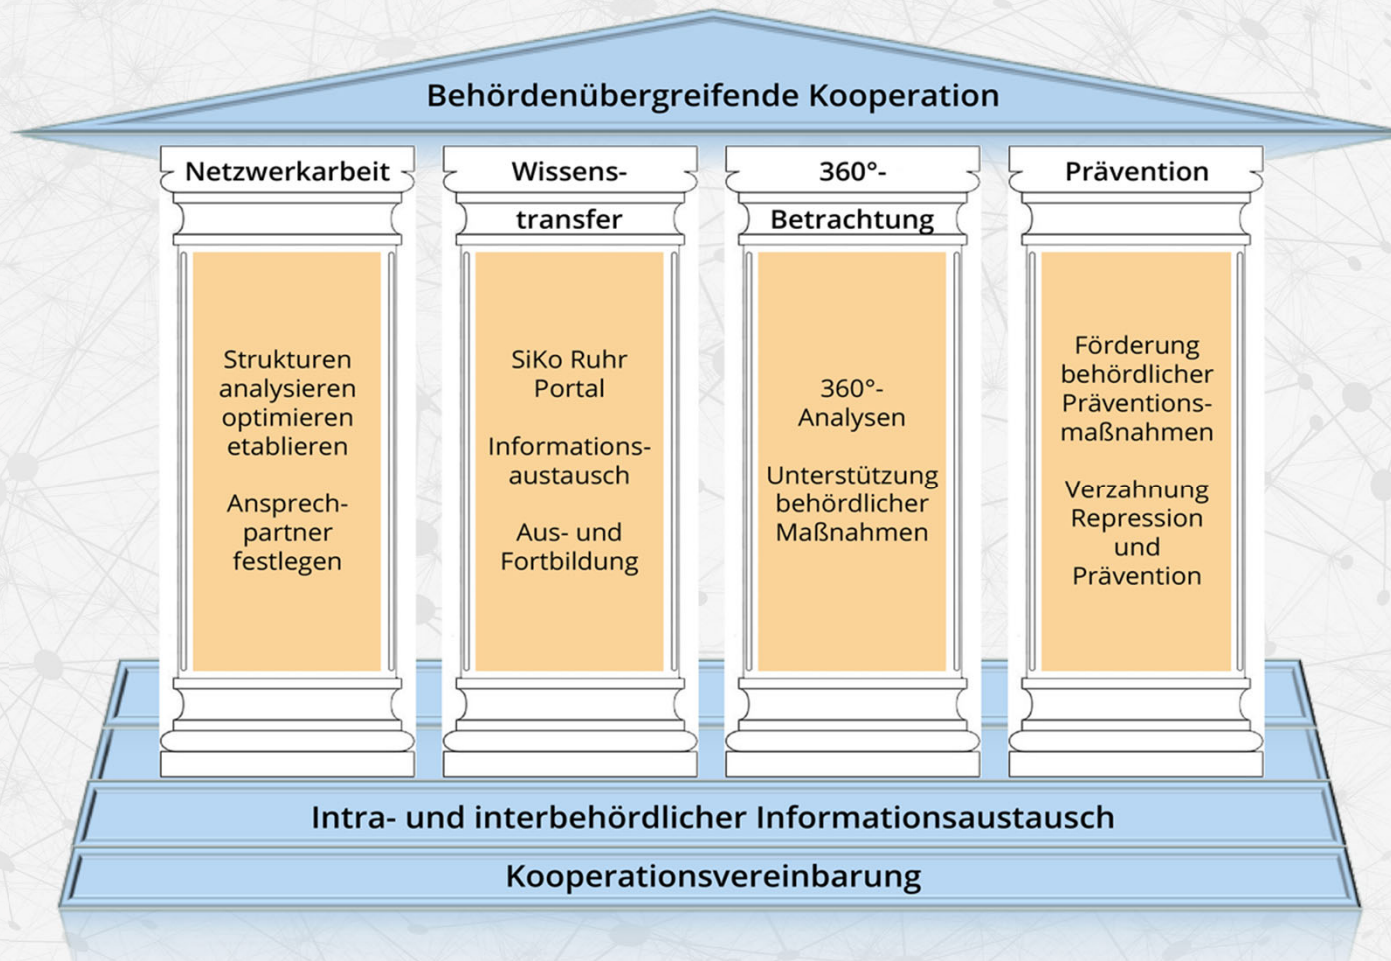 Behördenübergreifende Kooperation
Netzwerkarbeit
Strukturen
analysieren
optimieren
etablieren
Ansprech-
partner
festlegen
Wissens-
transfer
SiKo Ruhr
Portal
Informations-
austausch
Aus- und
Fortbildung
360°-
Betrachtung
360°-
Analysen
Unterstützung
behördlicher
Maßnahmen
Prävention
Förderung
behördlicher
Präventions-
maßnahmen
Verzahnung
Repression
und
Prävention
Intra- und interbehördlicher Informationsaustausch
Kooperationsvereinbarung